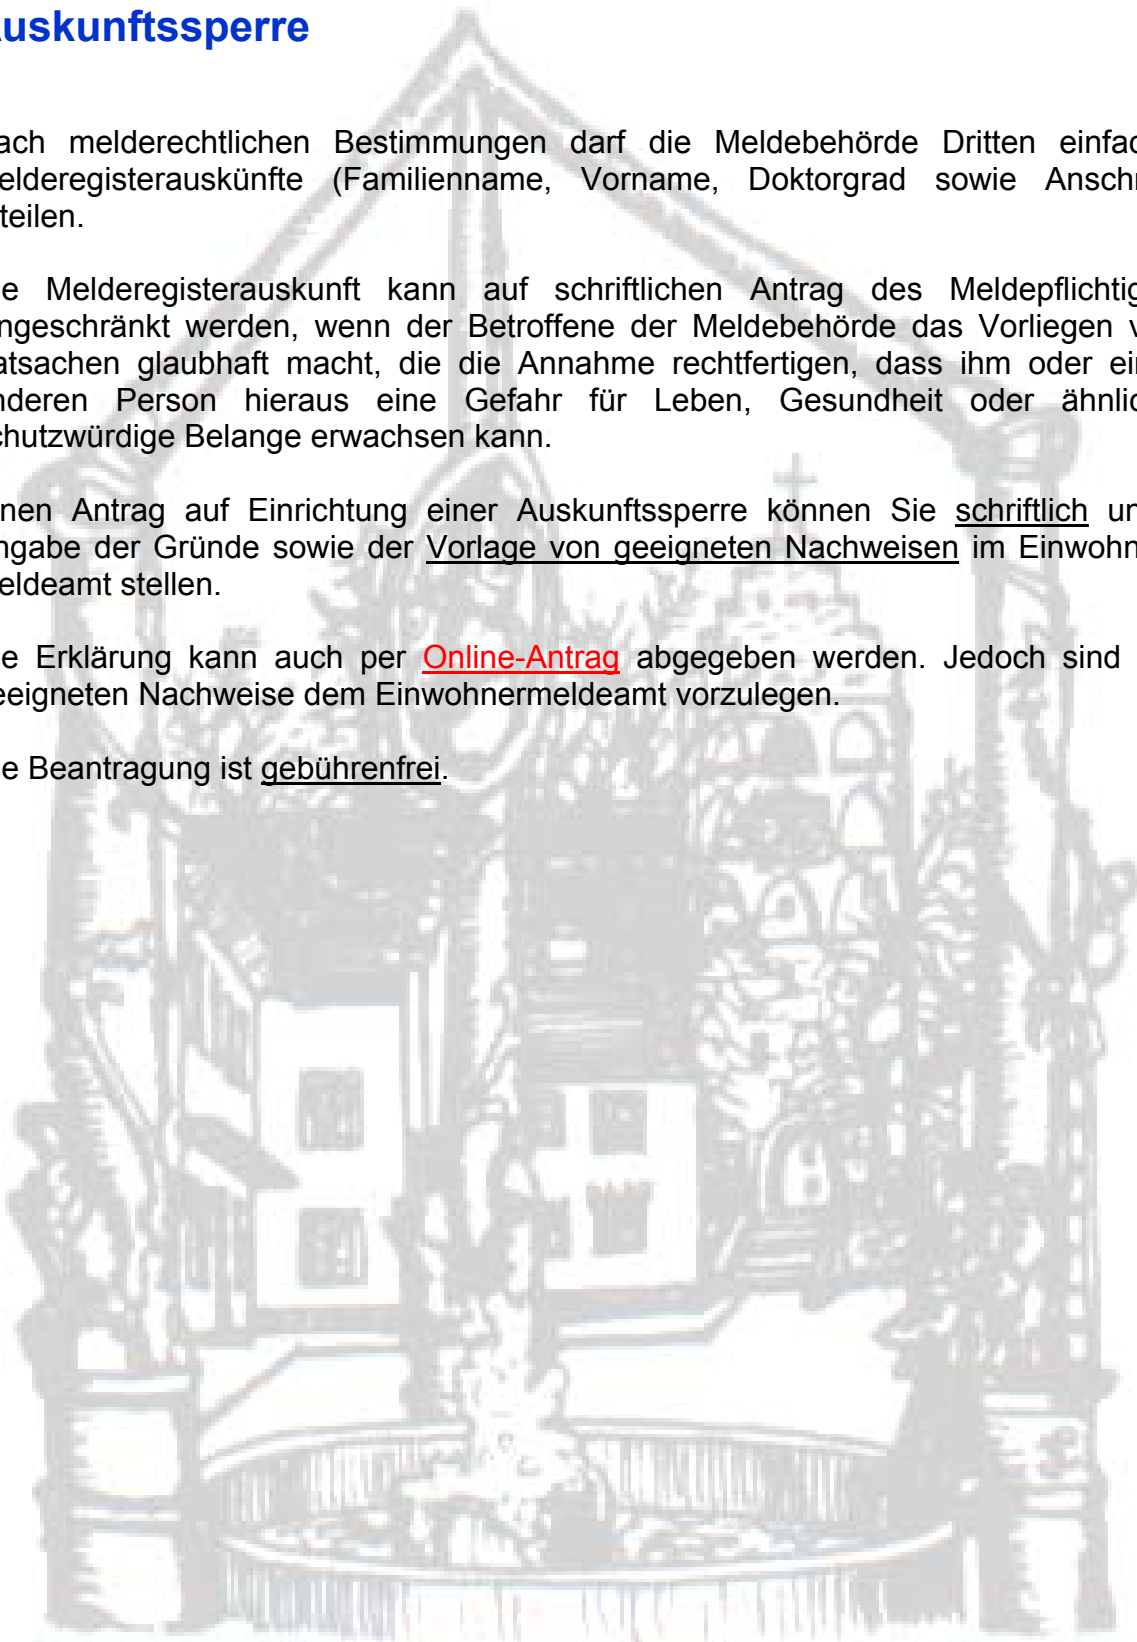 uskunftssperre
ach melderechtlichen Bestimmungen darf die Meldebehörde Dritten einfac
elderegisterauskünfte (Familienname, Vorname, Doktorgrad sowie Anschr
teilen.
e Melderegisterauskunft kann auf schriftlichen Antrag des Meldepflichtig
ngeschränkt werden, wenn der Betroffene der Meldebehörde das Vorliegen v
atsachen glaubhaft macht, die die Annahme rechtfertigen, dass ihm oder ein
nderen Person hieraus eine Gefahr für Leben, Gesundheit oder ähnlic
chutzwürdige Belange erwachsen kann.
nen Antrag auf Einrichtung einer Auskunftssperre können Sie schriftlich un
ngabe der Gründe sowie der Vorlage von geeigneten Nachweisen im Einwohn
eldeamt stellen.
e Erklärung kann auch per Online-Antrag abgegeben werden. Jedoch sind
eeigneten Nachweise dem Einwohnermeldeamt vorzulegen.
e Beantragung ist gebührenfrei.